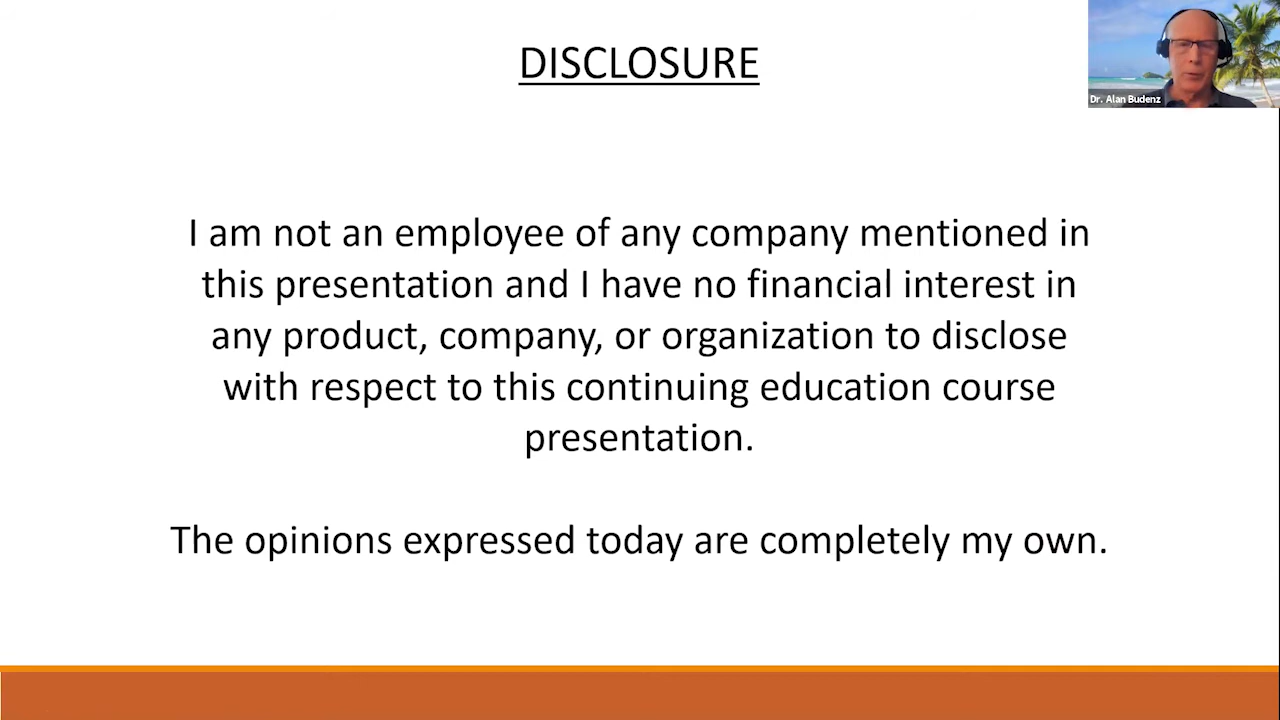 DISCLOSURE
Dr. Alan Budenz
I am not an employee of any company mentioned in
this presentation and I have no financial interest in
any product, company, or organization to disclose
with respect to this continuing education course
presentation.
The opinions expressed today are completely my own.